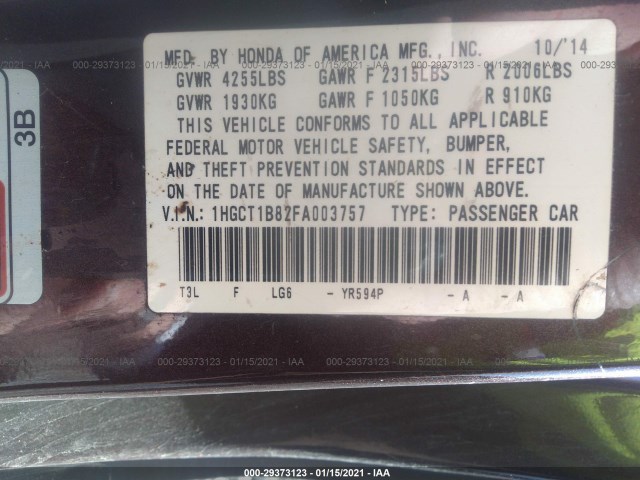 MFD. BY HONDA OF AMERICA MFG., INC. 10/'14
GVWR 4255LBS GAWR F 2315LBS R 2006LBS
GVWR 1930KG GAWR F 1050KG R 910KG
THIS VEHICLE CONFORMS TO ALL APPLICABLE
FEDERAL MOTOR VEHICLE SAFETY, BUMPER,
AND THEFT PREVENTION STANDARDS IN EFFECT
ON THE DATE OF MANUFACTURE SHOWN ABOVE.
V.I.N.: 1HGCT1B82FA003757 TYPE: PASSENGER CAR
T3L F LG6 - YR594P - A - A
3B
000-29373123 - 01/15/2021 - IAA